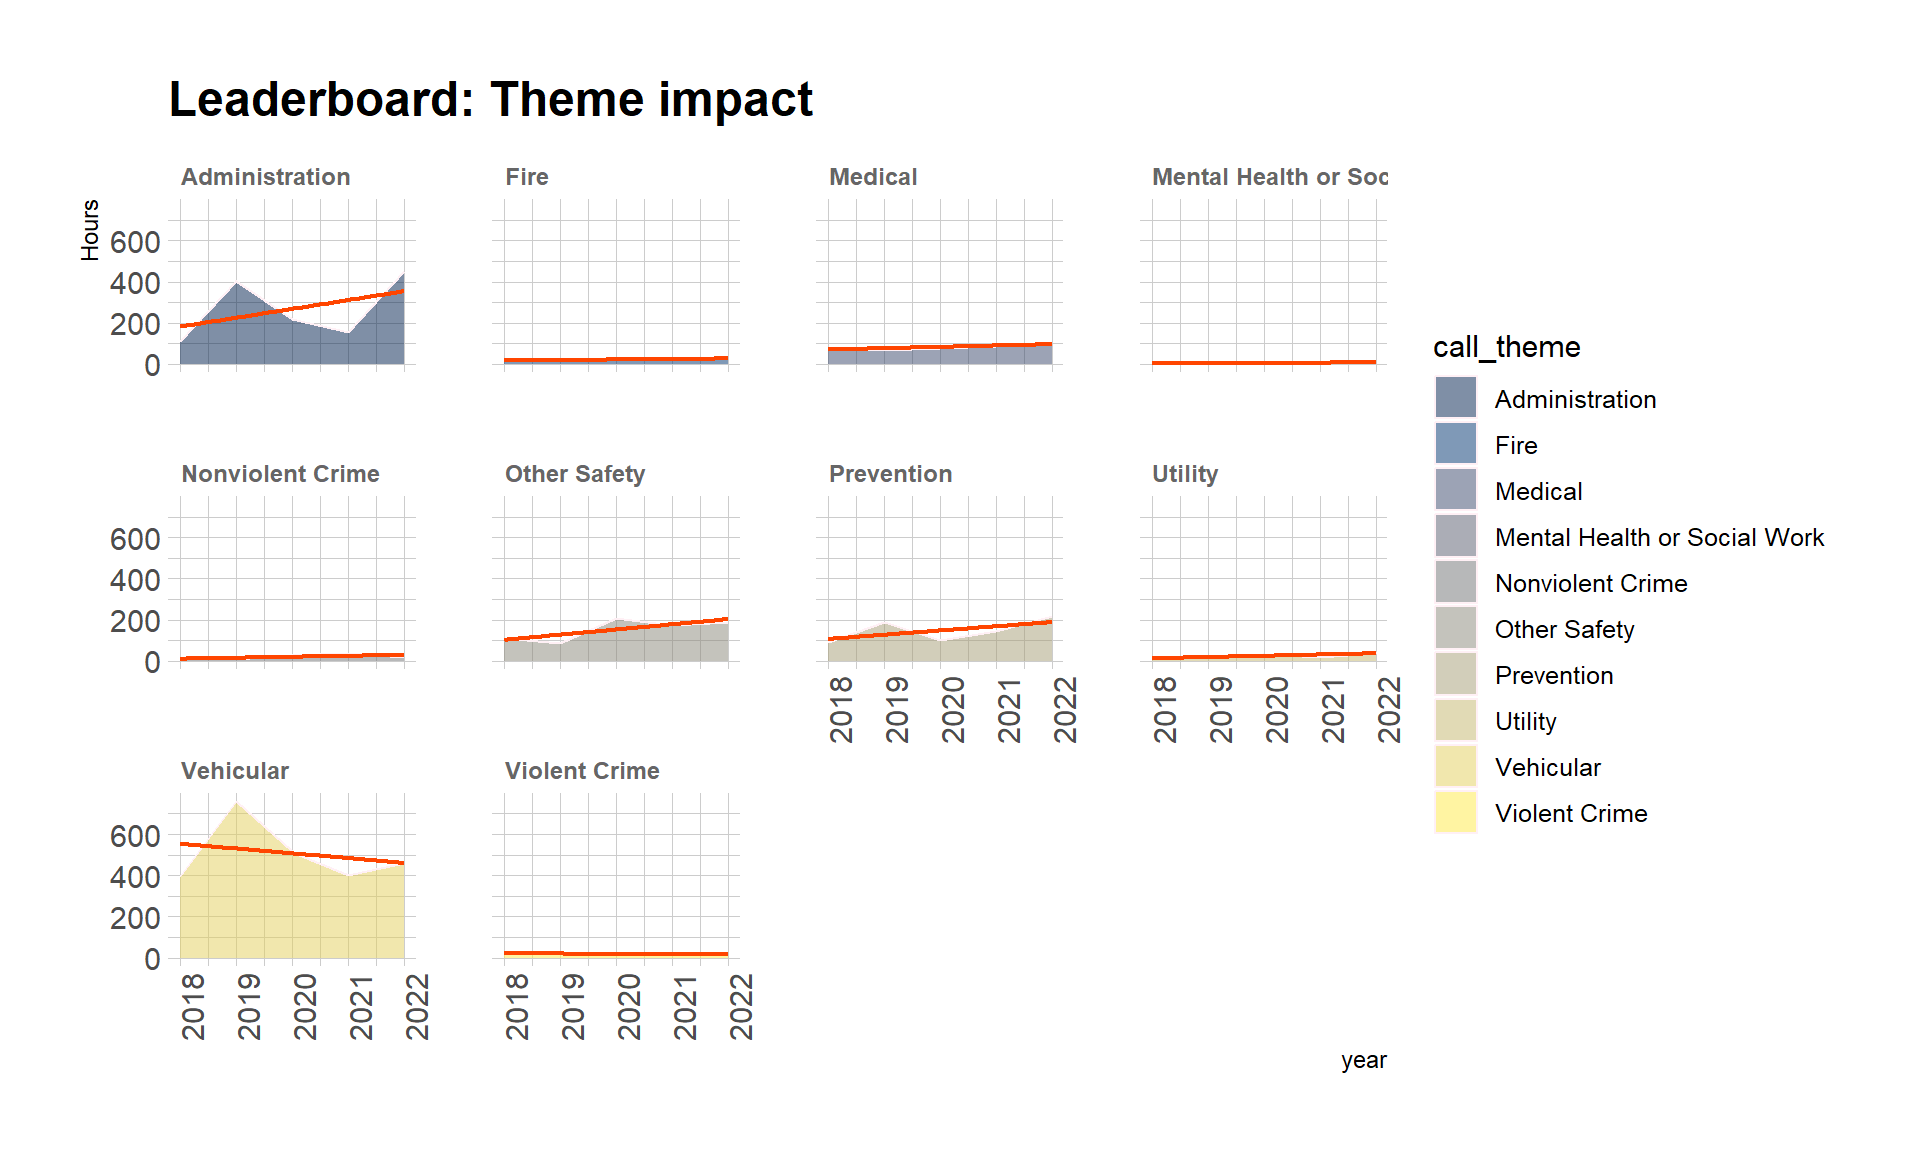 Leaderboard: Theme impact
Administration
Fire
Medical
Mental Health or Soc
Hours
600
400
200
0
Nonviolent Crime
Other Safety
Prevention
Utility
600
400
200
0
2018
2019
2020
2021
2022
2018
2019
2020
2021
2022
Vehicular
Violent Crime
600
400
200
0
2018
2019
2020
2021
2022
2018
2019
2020
2021
2022
year
call_theme
Administration
Fire
Medical
Mental Health or Social Work
Nonviolent Crime
Other Safety
Prevention
Utility
Vehicular
Violent Crime